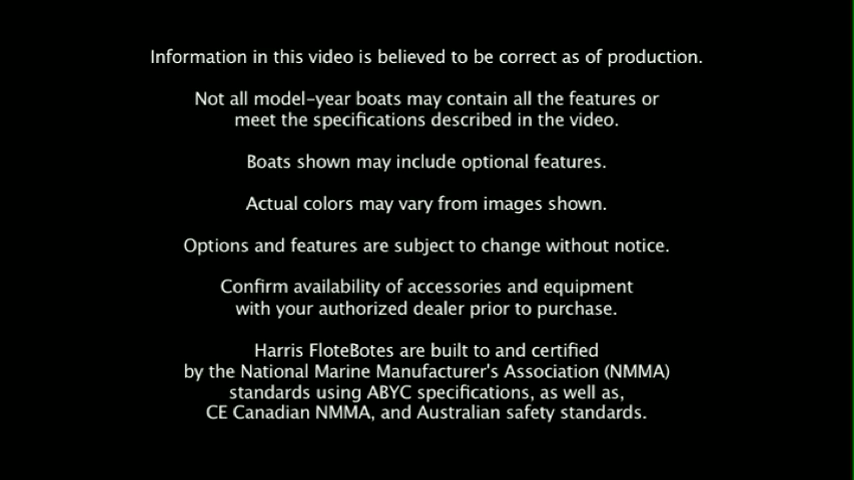 Information in this video is believed to be correct as of production.
Not all model-year boats may contain all the features or
meet the specifications described in the video.
Boats shown may include optional features.
Actual colors may vary from images shown.
Options and features are subject to change without notice.
Confirm availability of accessories and equipment
with your authorized dealer prior to purchase.
Harris FloteBotes are built to and certified
by the National Marine Manufacturer's Association (NMMA)
standards using ABYC specifications, as well as,
CE Canadian NMMA, and Australian safety standards.